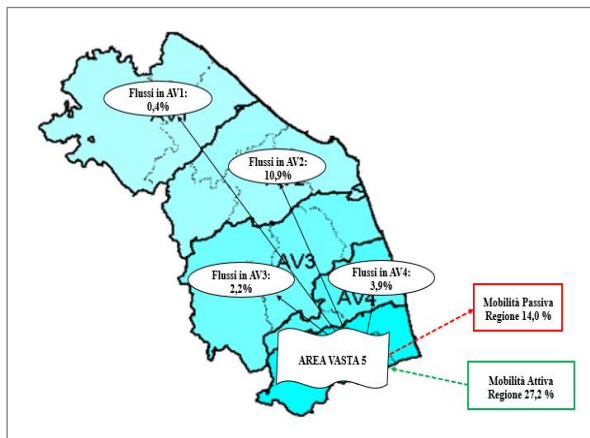 Flussi in AV1:
0,4%
Flussi in AV2:
10,9%
AV3
Flussi in AV3:
2,2%
Flussi in AV4:
3,9%
AV4
Mobilità Passiva
Regione 14,0 %
AREA VASTA 5
Mobilità Attiva
Regione 27,2 %